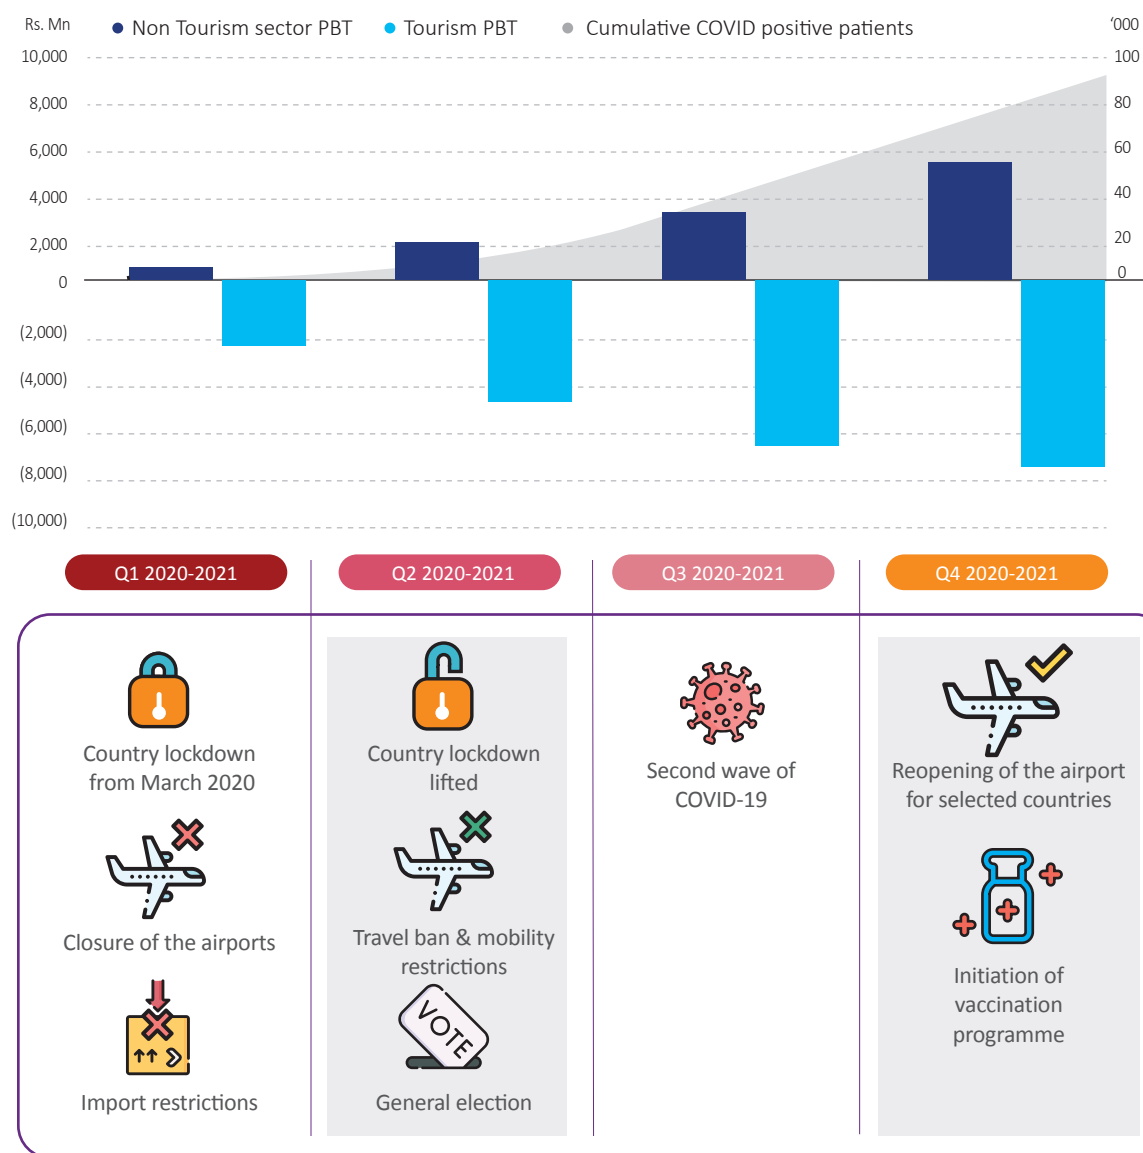 Rs. Mn
Non Tourism sector PBT
Tourism PBT
Cumulative COVID positive patients
'000
10,000
8,000
6,000
4,000
2,000
0
(2,000)
(4,000)
(6,000)
(8,000)
(10,000)
100
80
60
40
20
0
Q1 2020-2021
Q2 2020-2021
Q3 2020-2021
Q4 2020-2021
Country lockdown
from March 2020
Closure of the airports
Import restrictions
Country lockdown
lifted
Travel ban & mobility
restrictions
VOTE
General election
Second wave of
COVID-19
Reopening of the airport
for selected countries
Initiation of
vaccination
programme